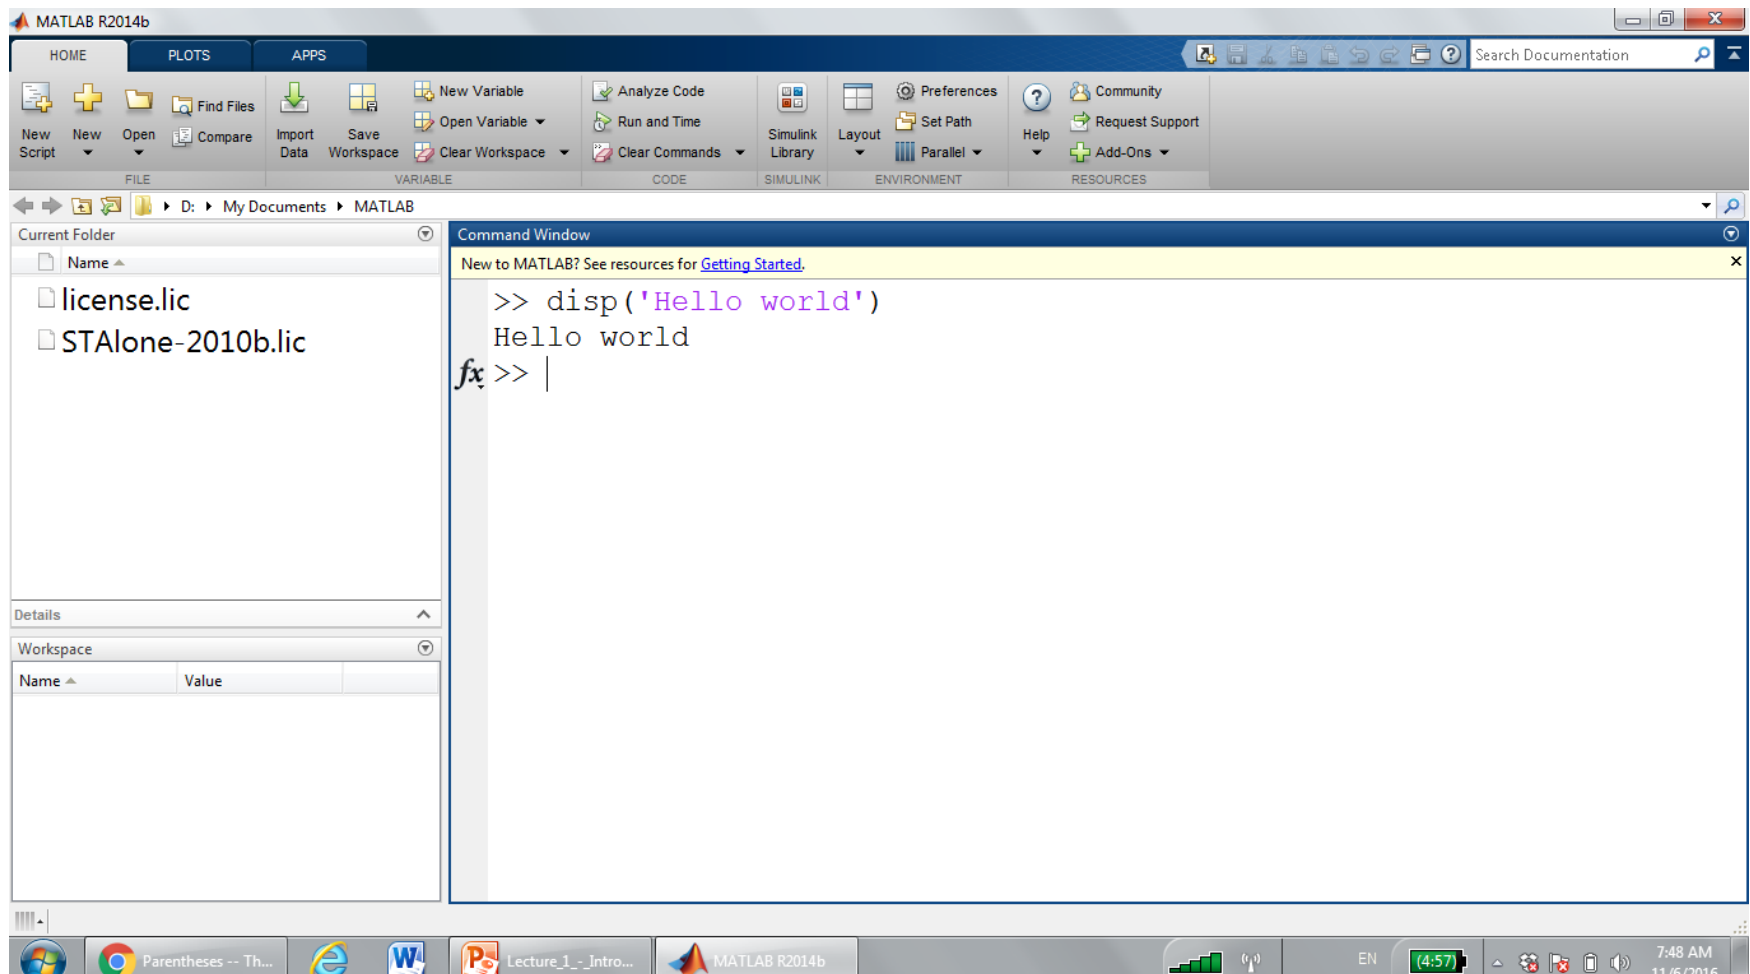 MATLAB R2014b
HOME PLOTS APPS Search Documentation
New Script
New
Open
Find Files
Compare
Import Data
Save Workspace
New Variable
Open Variable
Clear Workspace
Analyze Code
Run and Time
Clear Commands
Simulink Library
Layout
Preferences
Set Path
Parallel
Help
Community
Request Support
Add-Ons
FILE VARIABLE CODE SIMULINK ENVIRONMENT RESOURCES
D: My Documents MATLAB
Current Folder
Name
license.lic
STAlone-2010b.lic
Details
Workspace
Name Value
Command Window
New to MATLAB? See resources for Getting Started.
>> disp('Hello world')
Hello world
fx >>
Parentheses -- Th... Lecture_1_-_Intro... MATLAB R2014b EN (4:57) 7:48 AM
11/6/2016